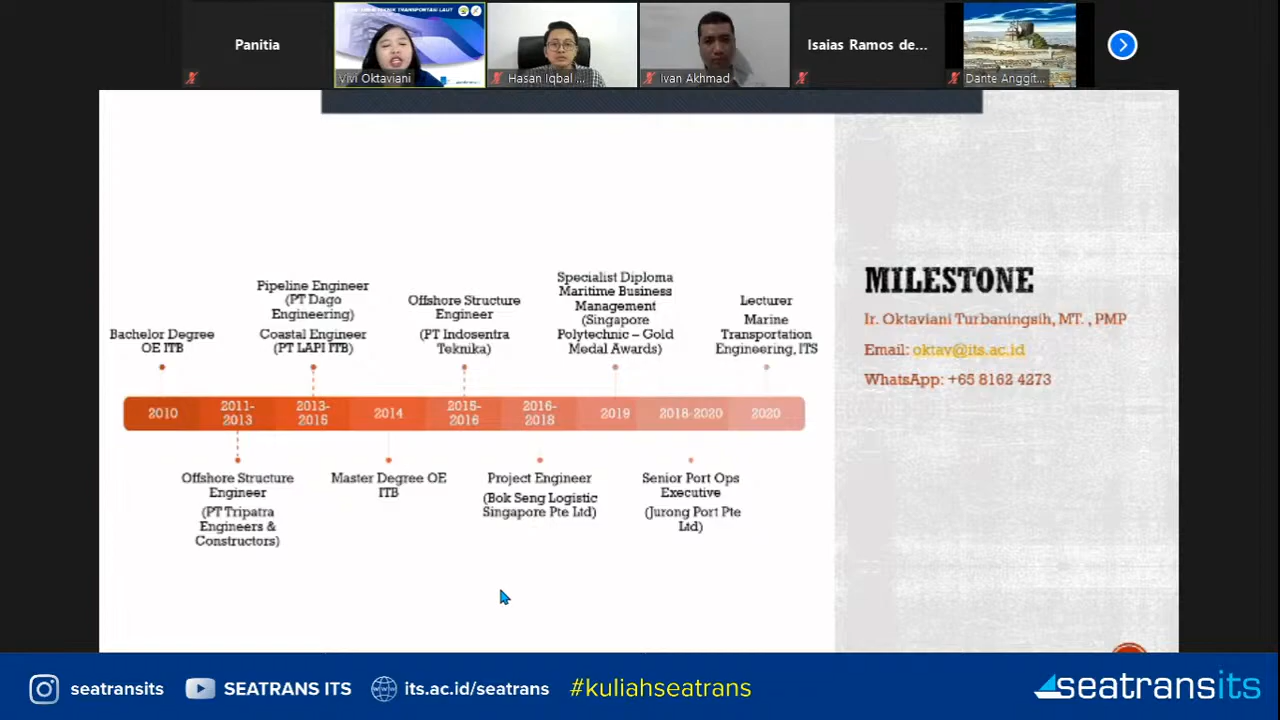 TRANSPORTASI LAUT
Panitia
Vivi Oktaviani
Hasan Iqbal ...
Ivan Akhmad
Isaias Ramos de...
Dante Anggit...
Pipeline Engineer
(PT Dago
Engineering)
Coastal Engineer
(PT LAPI ITB)
Bachelor Degree
OE ITB
Offshore Structure
Engineer
(PT Indosentra
Teknika)
Specialist Diploma
Maritime Business
Management
(Singapore
Polytechnic – Gold
Medal Awards)
Lecturer
Marine
Transportation
Engineering, ITS
2010
2011-
2013
2013-
2015
2014
2015-
2016
2016-
2018
2019
2018-2020
2020
Offshore Structure
Engineer
(PT Tripatra
Engineers &
Constructors)
Master Degree OE
ITB
Project Engineer
(Bok Seng Logistic
Singapore Pte Ltd)
Senior Port Ops
Executive
(Jurong Port Pte
Ltd)
MILESTONE
Ir. Oktaviani Turbaningsih, MT. , PMP
Email: oktav@its.ac.id
WhatsApp: +65 8162 4273
seatransits
SEATRANS ITS
its.ac.id/seatrans
#kuliahseatrans
seatransits